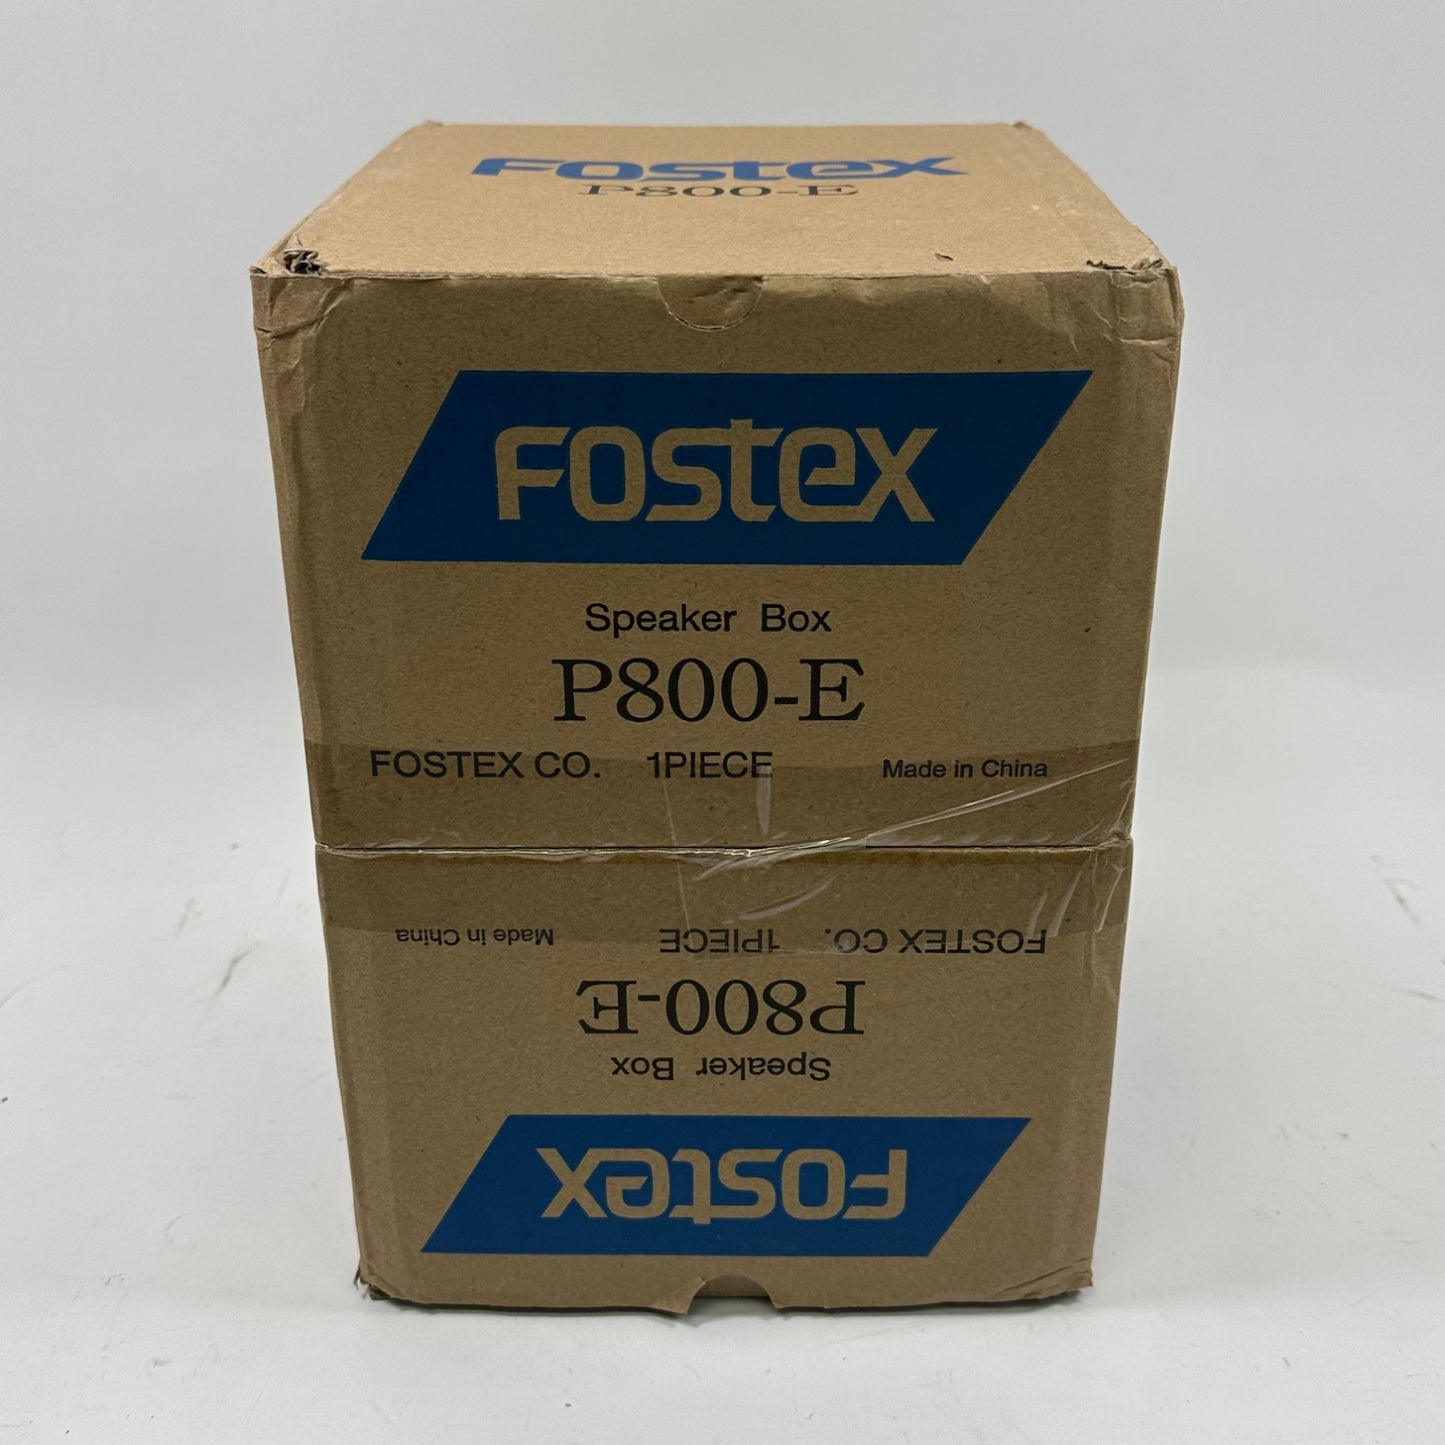 Fostex
P800-E
Fostex
Speaker Box
P800-E
FOSTEX CO. 1PIECE Made in China
FOSTEX CO. 1PIECE Made in China
P800-E
Speaker Box
Fostex